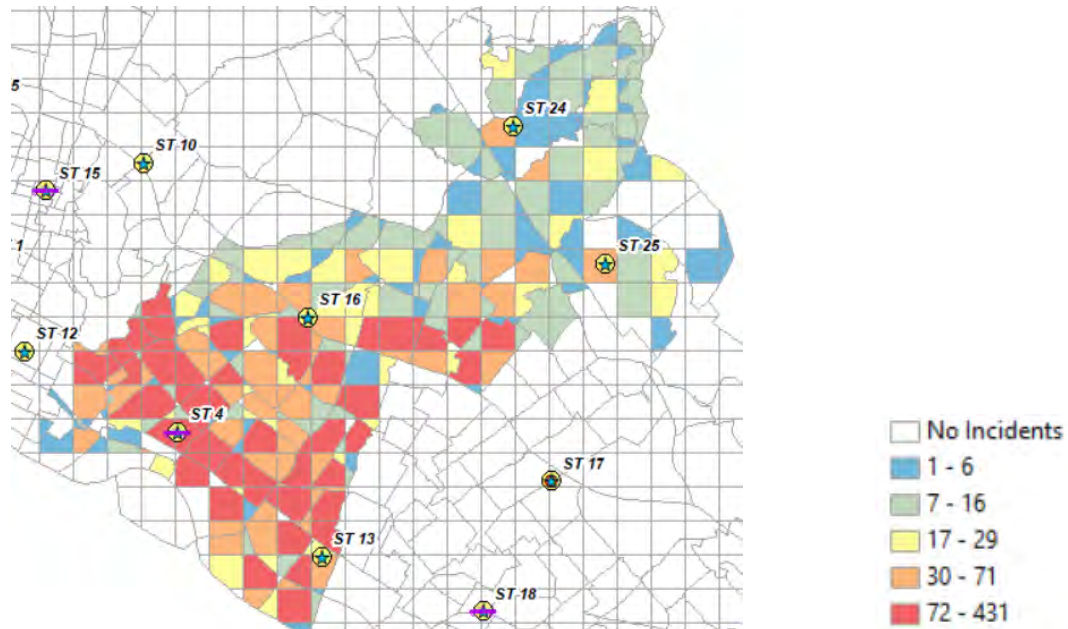 ST 24
5
ST 10
ST 15
1
ST 25
ST 16
ST 12
ST 4
ST 17
ST 13
ST 18
No Incidents
1 - 6
7 - 16
17 - 29
30 - 71
72 - 431